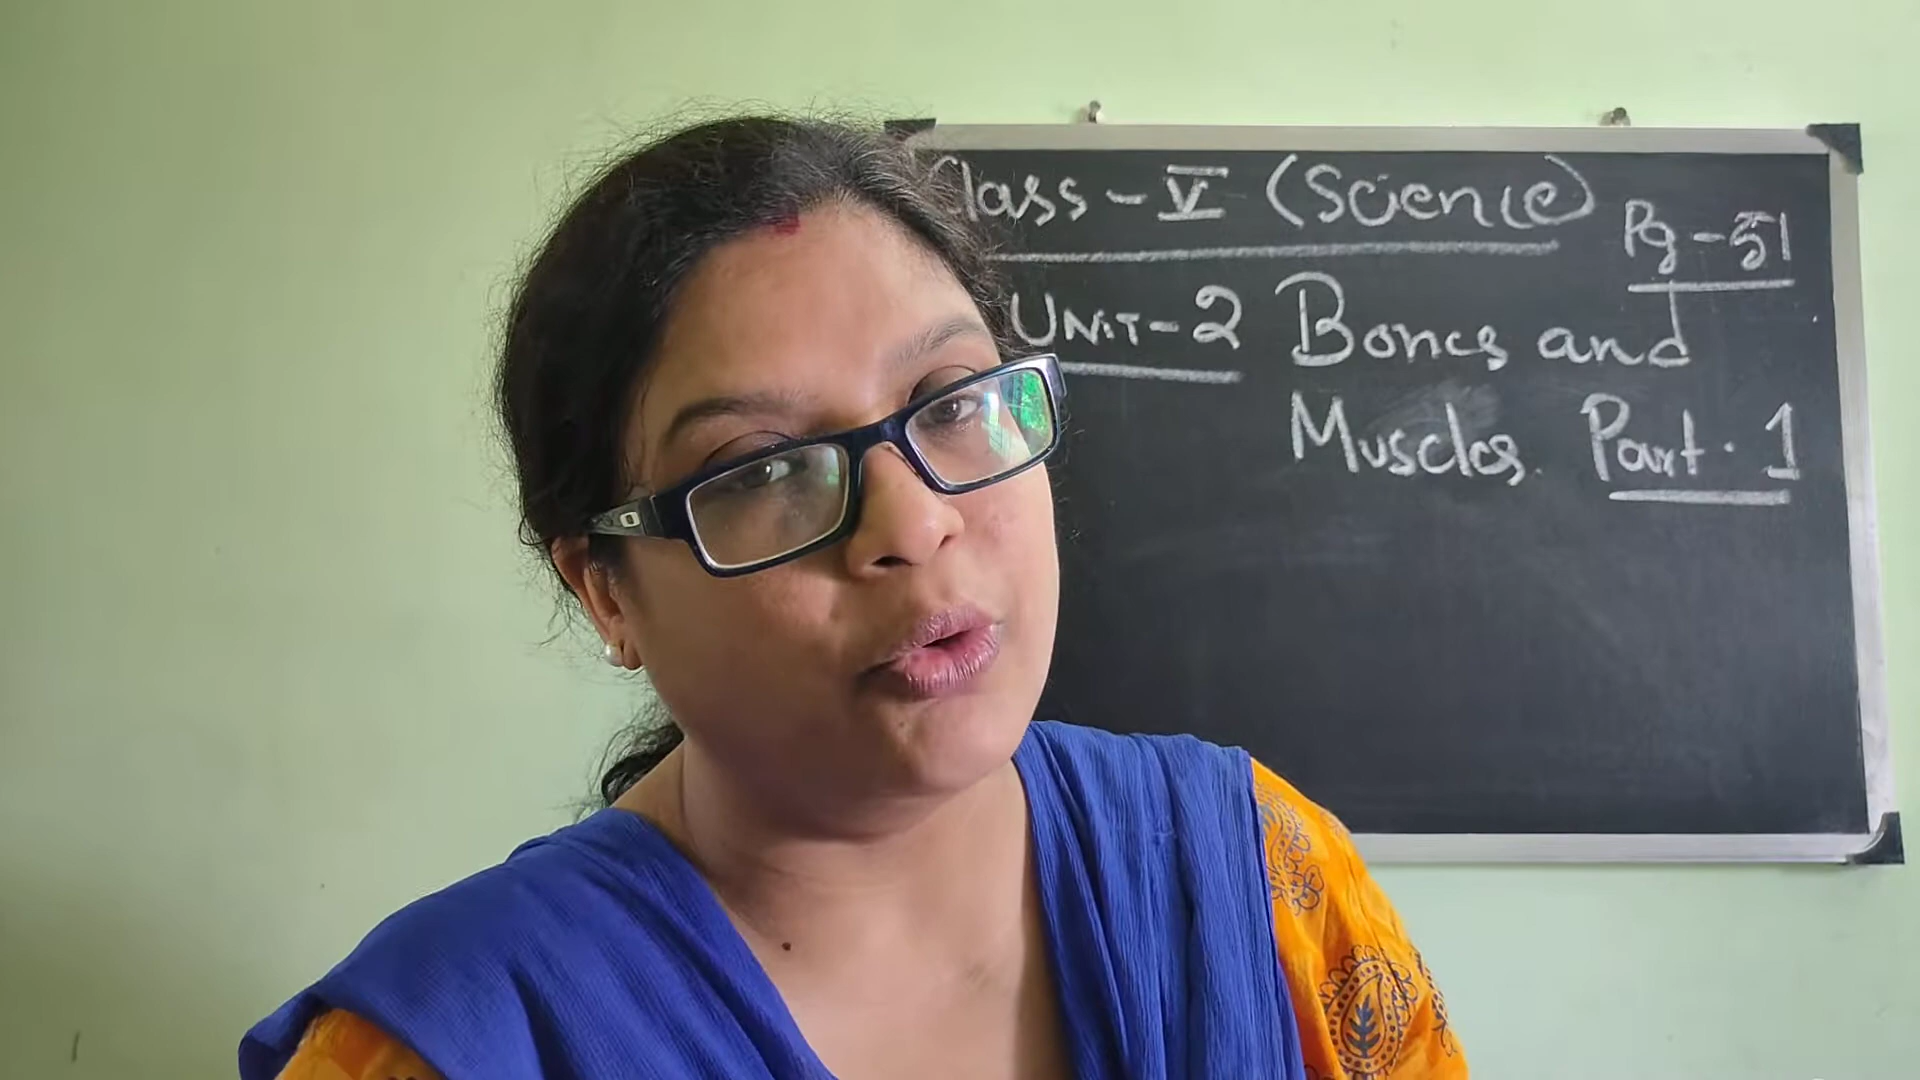 Class - V (Science)
Pg - 51
Unit - 2 Bones and
Muscles. Part. 1